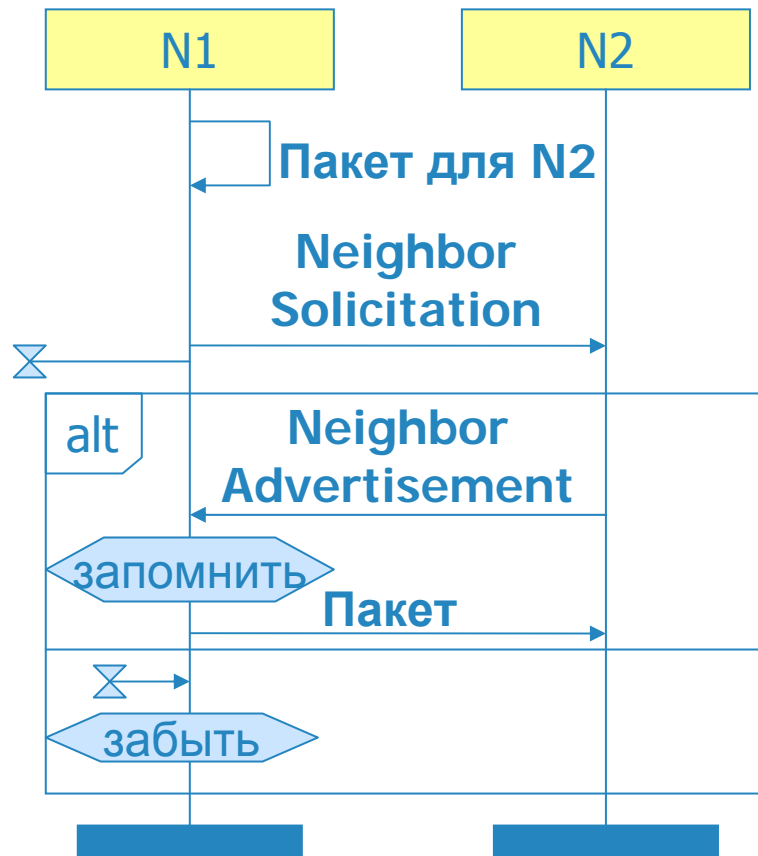 N1
N2
Пакет для N2
Neighbor
Solicitation
alt
Neighbor
Advertisement
запомнить
Пакет
забыть